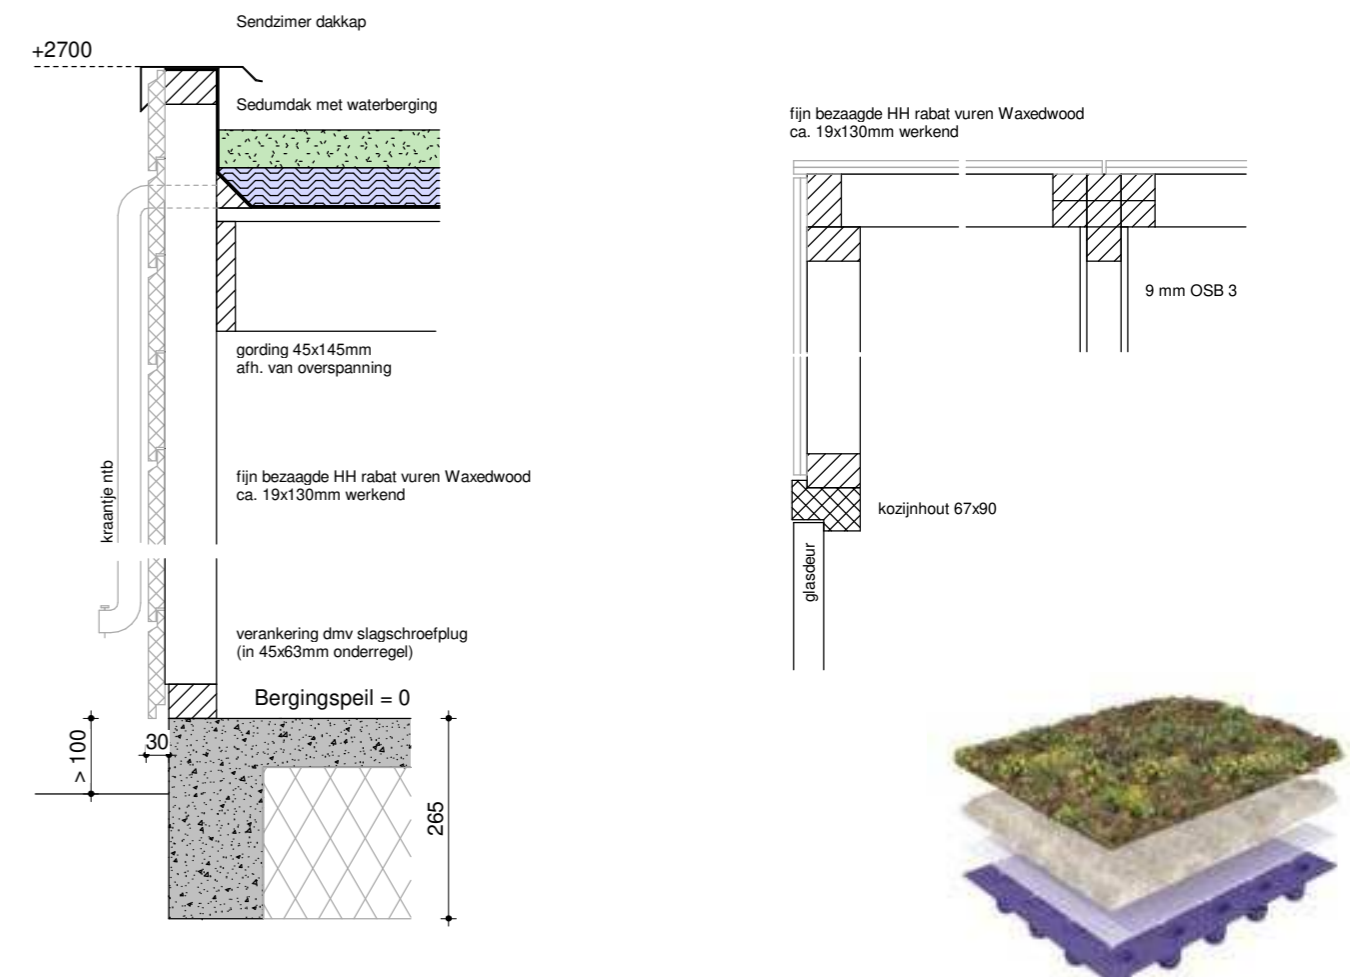 Sendzimer dakkap
+2700
Sedumdak met waterberging
gording 45x145mm
afh. van overspanning
kraantje ntb
fijn bezaagde HH rabat vuren Waxedwood
ca. 19x130mm werkend
verankering dmv slagschroefplug
(in 45x63mm onderregel)
Bergingspeil = 0
> 100
30
265
fijn bezaagde HH rabat vuren Waxedwood
ca. 19x130mm werkend
9 mm OSB 3
kozijnhout 67x90
glasdeur